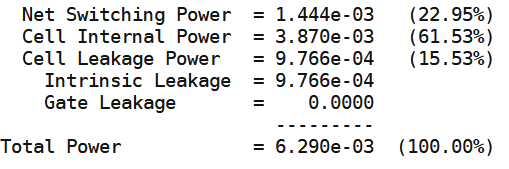 Net Switching Power = 1.444e-03 (22.95%)
Cell Internal Power = 3.870e-03 (61.53%)
Cell Leakage Power = 9.766e-04 (15.53%)
Intrinsic Leakage = 9.766e-04
Gate Leakage = 0.0000
---------
Total Power = 6.290e-03 (100.00%)